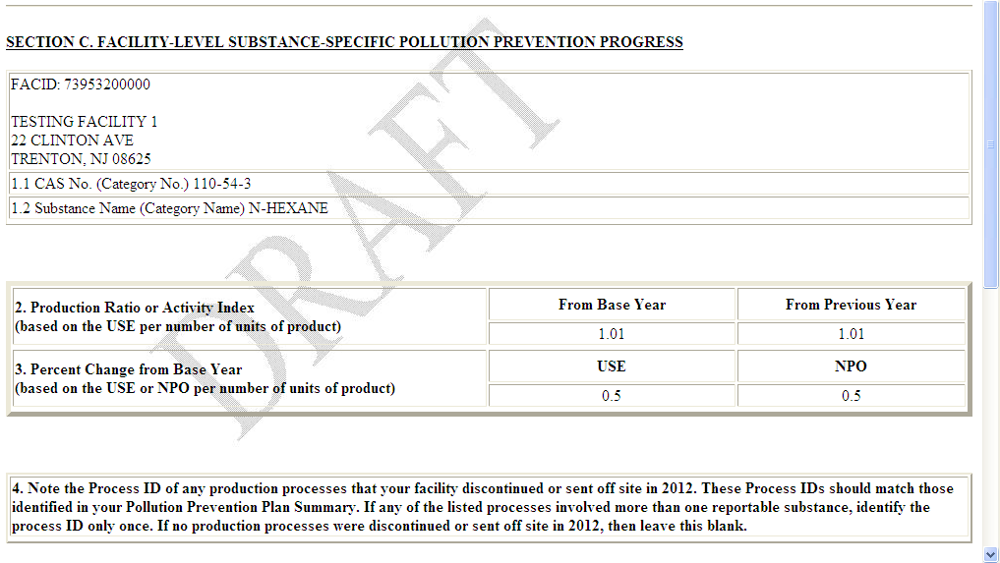 SECTION C. FACILITY-LEVEL SUBSTANCE-SPECIFIC POLLUTION PREVENTION PROGRESS
FACID: 73953200000
TESTING FACILITY 1
22 CLINTON AVE
TRENTON, NJ 08625
1.1 CAS No. (Category No.) 110-54-3
1.2 Substance Name (Category Name) N-HEXANE
DRAFT
2. Production Ratio or Activity Index
(based on the USE per number of units of product)
From Base Year
From Previous Year
1.01
1.01
3. Percent Change from Base Year
(based on the USE or NPO per number of units of product)
USE
NPO
0.5
0.5
4. Note the Process ID of any production processes that your facility discontinued or sent off site in 2012. These Process IDs should match those
identified in your Pollution Prevention Plan Summary. If any of the listed processes involved more than one reportable substance, identify the
process ID only once. If no production processes were discontinued or sent off site in 2012, then leave this blank.